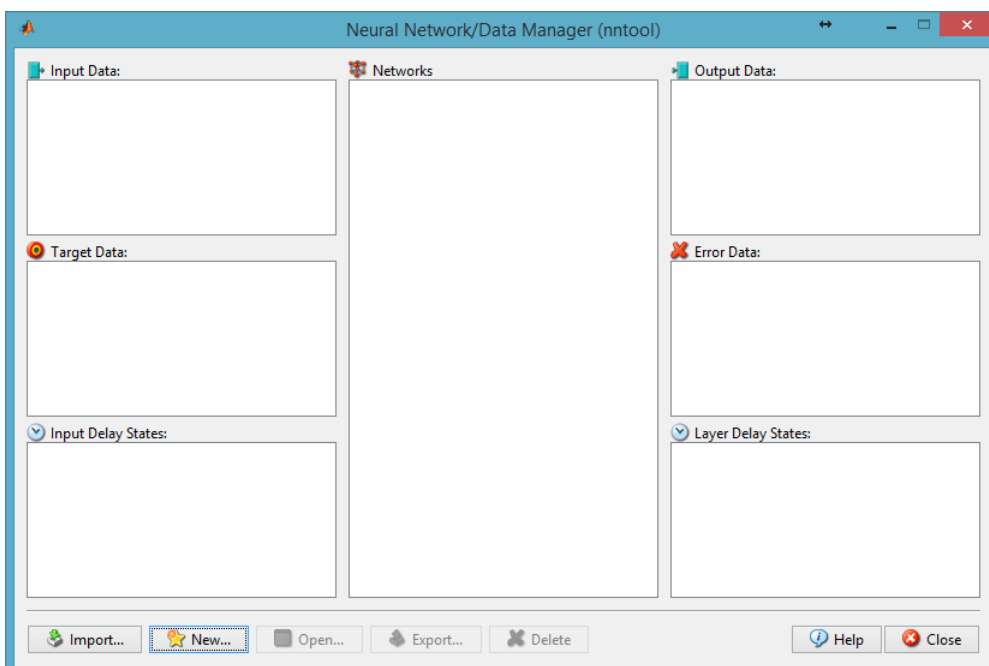 Neural Network/Data Manager (nntool)
Input Data:
Networks
Output Data:
Target Data:
Error Data:
Input Delay States:
Layer Delay States:
Import...
New...
Open...
Export...
Delete
Help
Close